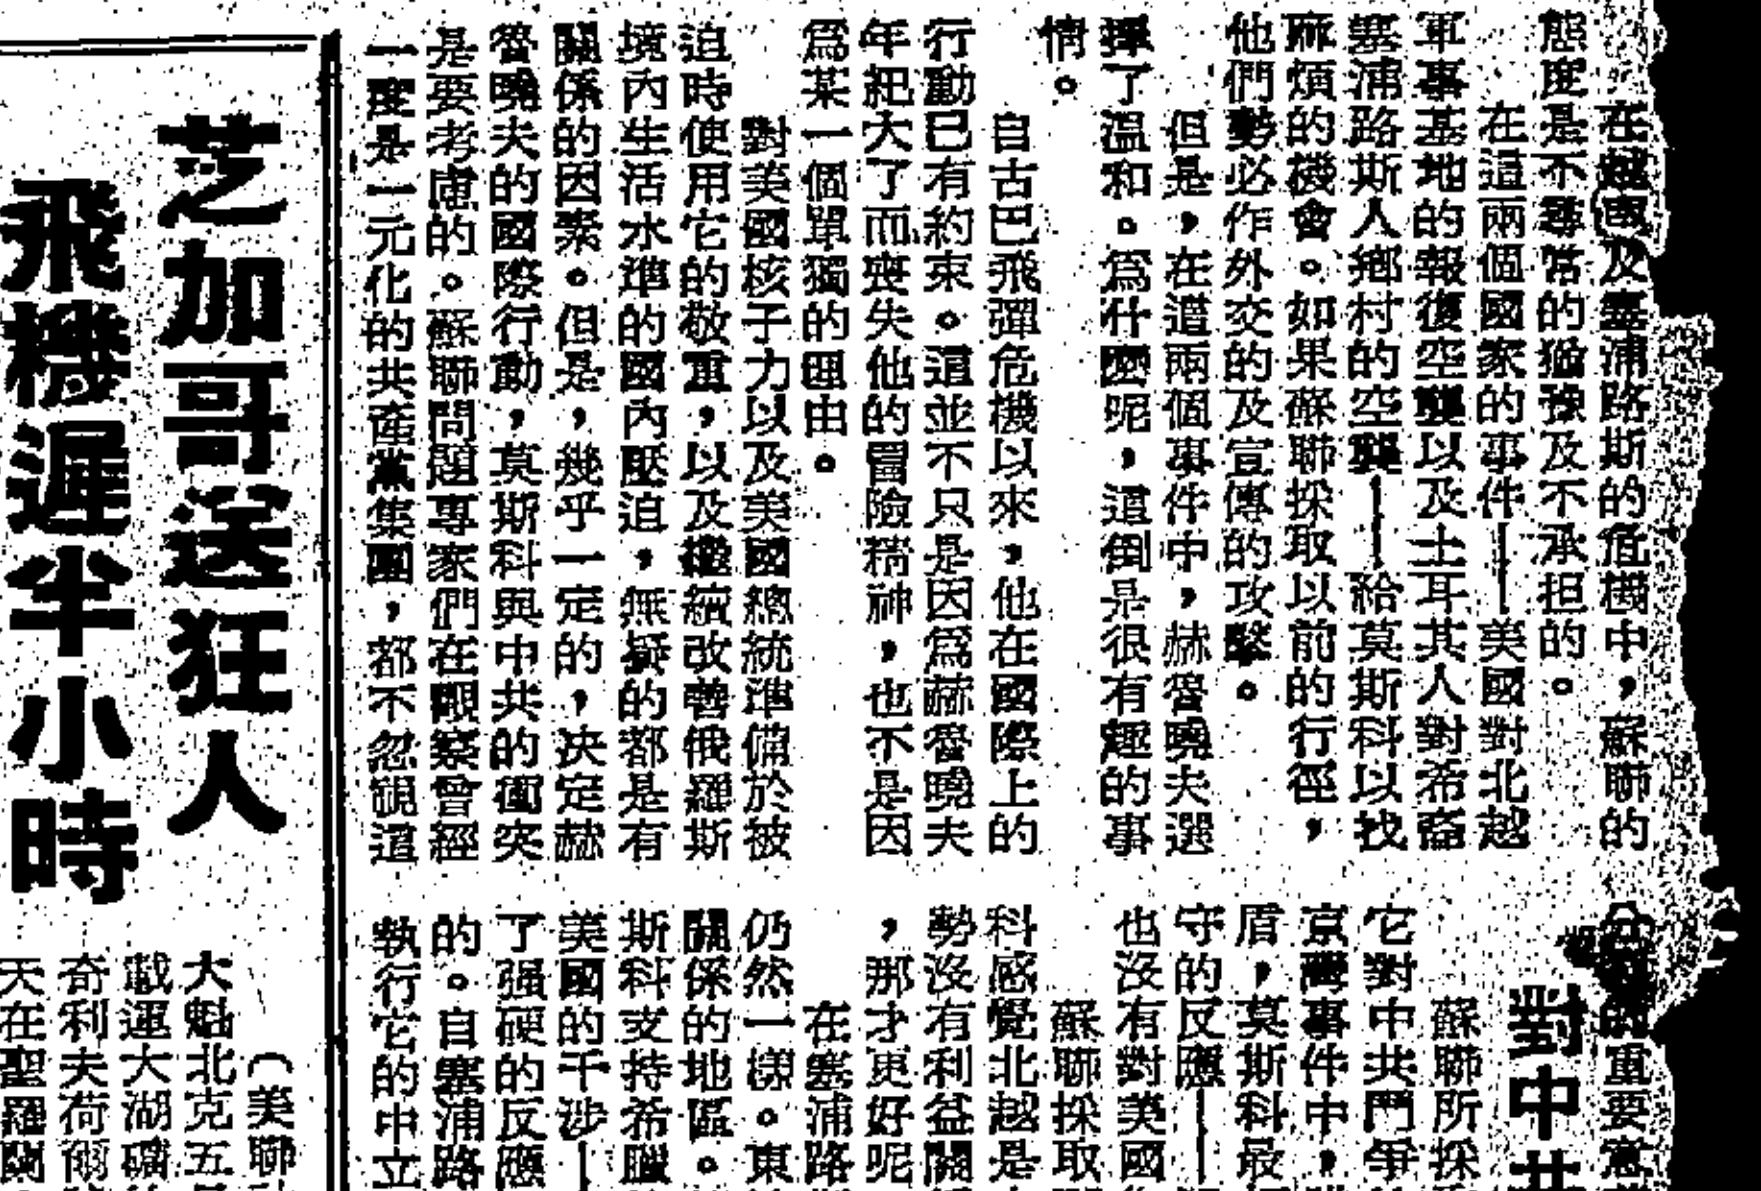 在越南及塞浦路斯的危機中，蘇聯的
態度是不尋常的猶豫及不承担的。
在這兩個國家的事件——美國對北越
軍事基地的報復空襲以及土耳其人對希裔
塞浦路斯人鄉村的空襲——給莫斯科以找
麻煩的機會。如果蘇聯採取以前的行徑，
他們勢必作外交的及宣傳的攻擊。
但是，在這兩個事件中，赫魯曉夫選
擇了溫和。爲什麼呢，這倒是很有趣的事
情。
自古巴飛彈危機以來，他在國際上的
行動已有約束。這並不只是因爲赫魯曉夫
年紀大了而喪失他的冒險精神，也不是因
爲某一個單獨的理由。
對美國核子力以及美國總統準備於被
迫時使用它的敬重，以及繼續改善俄羅斯
境內生活水準的國內壓迫，無疑的都是有
關係的因素。但是，幾乎一定的，决定赫
魯曉夫的國際行動，莫斯科與中共的衝突
是要考慮的。蘇聯問題專家們在觀察曾經
一度是一元化的共產黨集團，都不忽視這
的重要意
對中共
蘇聯所採
它對中共鬥爭
京灣事件中，
盾，莫斯科最
守的反應——
也沒有對美國
蘇聯採取
科感覺北越是
勢沒有利益關
，那才更好呢
在塞浦路
仍然一樣。東
關係的地區。
斯科支持希臘
美國的干涉—
了强硬的反應
的。自塞浦路
執行它的中立
芝加哥送狂人
飛機遲半小時
（美聯
大魁北克五
載運大湖礦
奇利夫荷爾
天在聖羅蘭